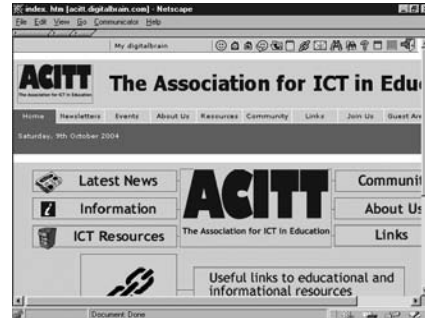 index. htm [acitt.digitalbrain.com] - Netscape
File Edit View Go Communicator Help
My digitalbrain
ACITT
The Association for ICT in Education
The Association for ICT in Edu
Home Newsletters Events About Us Resources Community Links Join Us Guest Are
Saturday, 9th October 2004
Latest News
Information
ICT Resources
ACITT
The Association for ICT in Education
Communit
About Us
Links
Useful links to educational and
informational resources
Document: Done